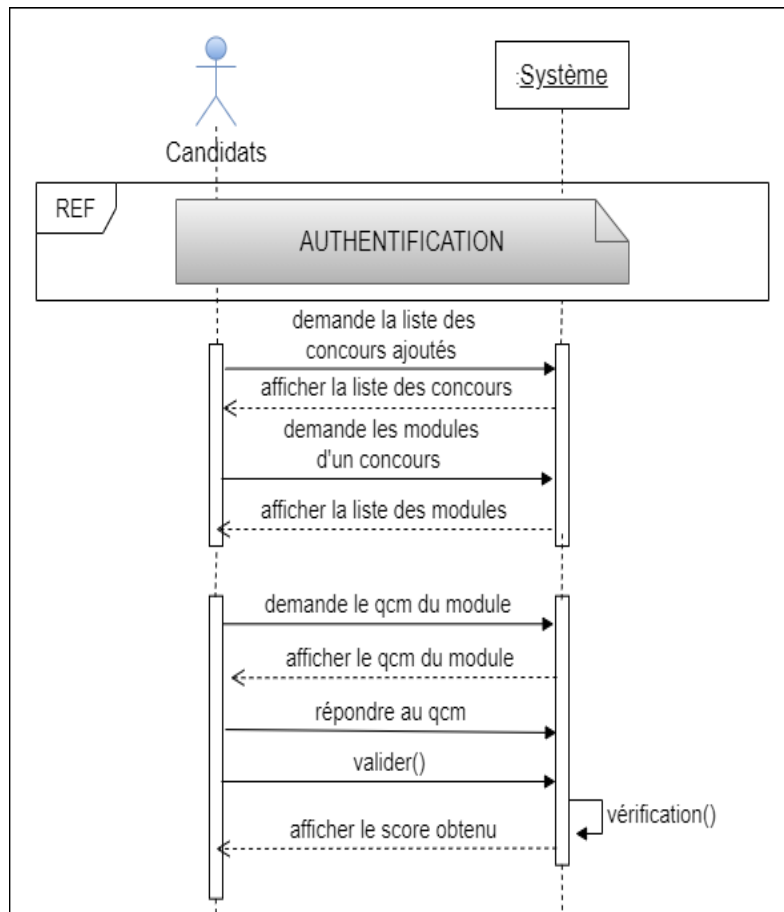 :Système
Candidats
REF
AUTHENTIFICATION
demande la liste des
concours ajoutés
afficher la liste des concours
demande les modules
d'un concours
afficher la liste des modules
demande le qcm du module
afficher le qcm du module
répondre au qcm
valider()
vérification()
afficher le score obtenu